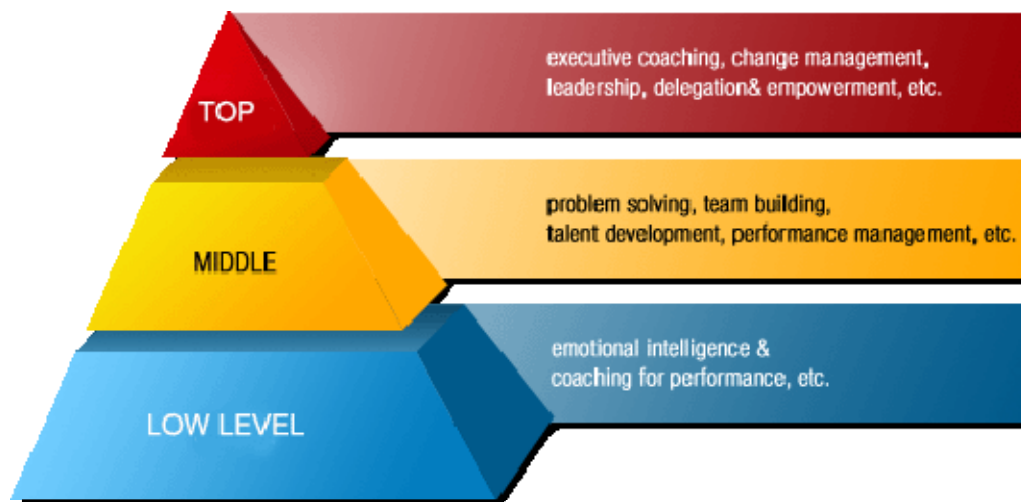 TOP
executive coaching, change management,
leadership, delegation& empowerment, etc.
MIDDLE
problem solving, team building,
talent development, performance management, etc.
LOW LEVEL
emotional intelligence &
coaching for performance, etc.